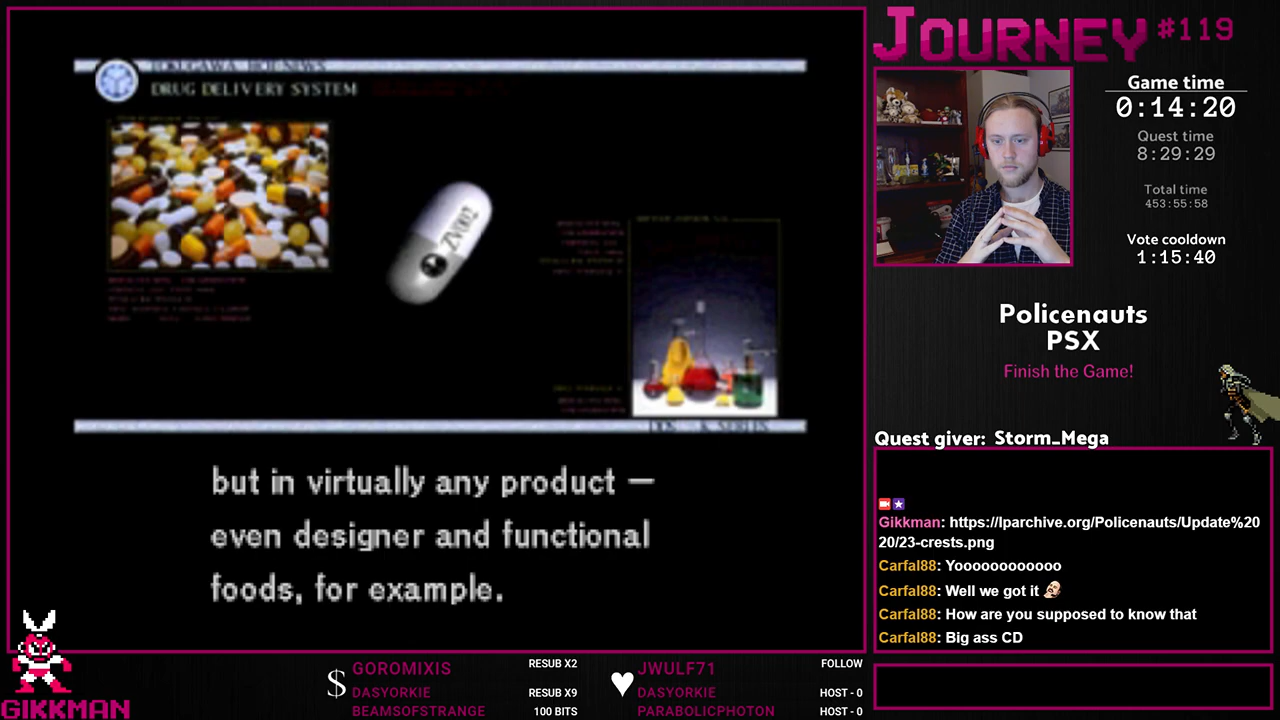 TOKUGAWA HOT NEWS
DRUG DELIVERY SYSTEM
ZV002
but in virtually any product —
even designer and functional
foods, for example.
JOURNEY #119
Game time
0:14:20
Quest time
8:29:29
Total time
453:55:58
Vote cooldown
1:15:40
Policenauts
PSX
Finish the Game!
Quest giver: Storm_Mega
Gikkman: https://lparchive.org/Policenauts/Update%20
20/23-crests.png
Carfal88: Yoooooooooooo
Carfal88: Well we got it
Carfal88: How are you supposed to know that
Carfal88: Big ass CD
GIKKMAN
$ GOROMIXIS RESUB X2
DASYORKIE RESUB X9
BEAMSOFSTRANGE 100 BITS
JWULF71 FOLLOW
DASYORKIE HOST - 0
PARABOLICPHOTON HOST - 0